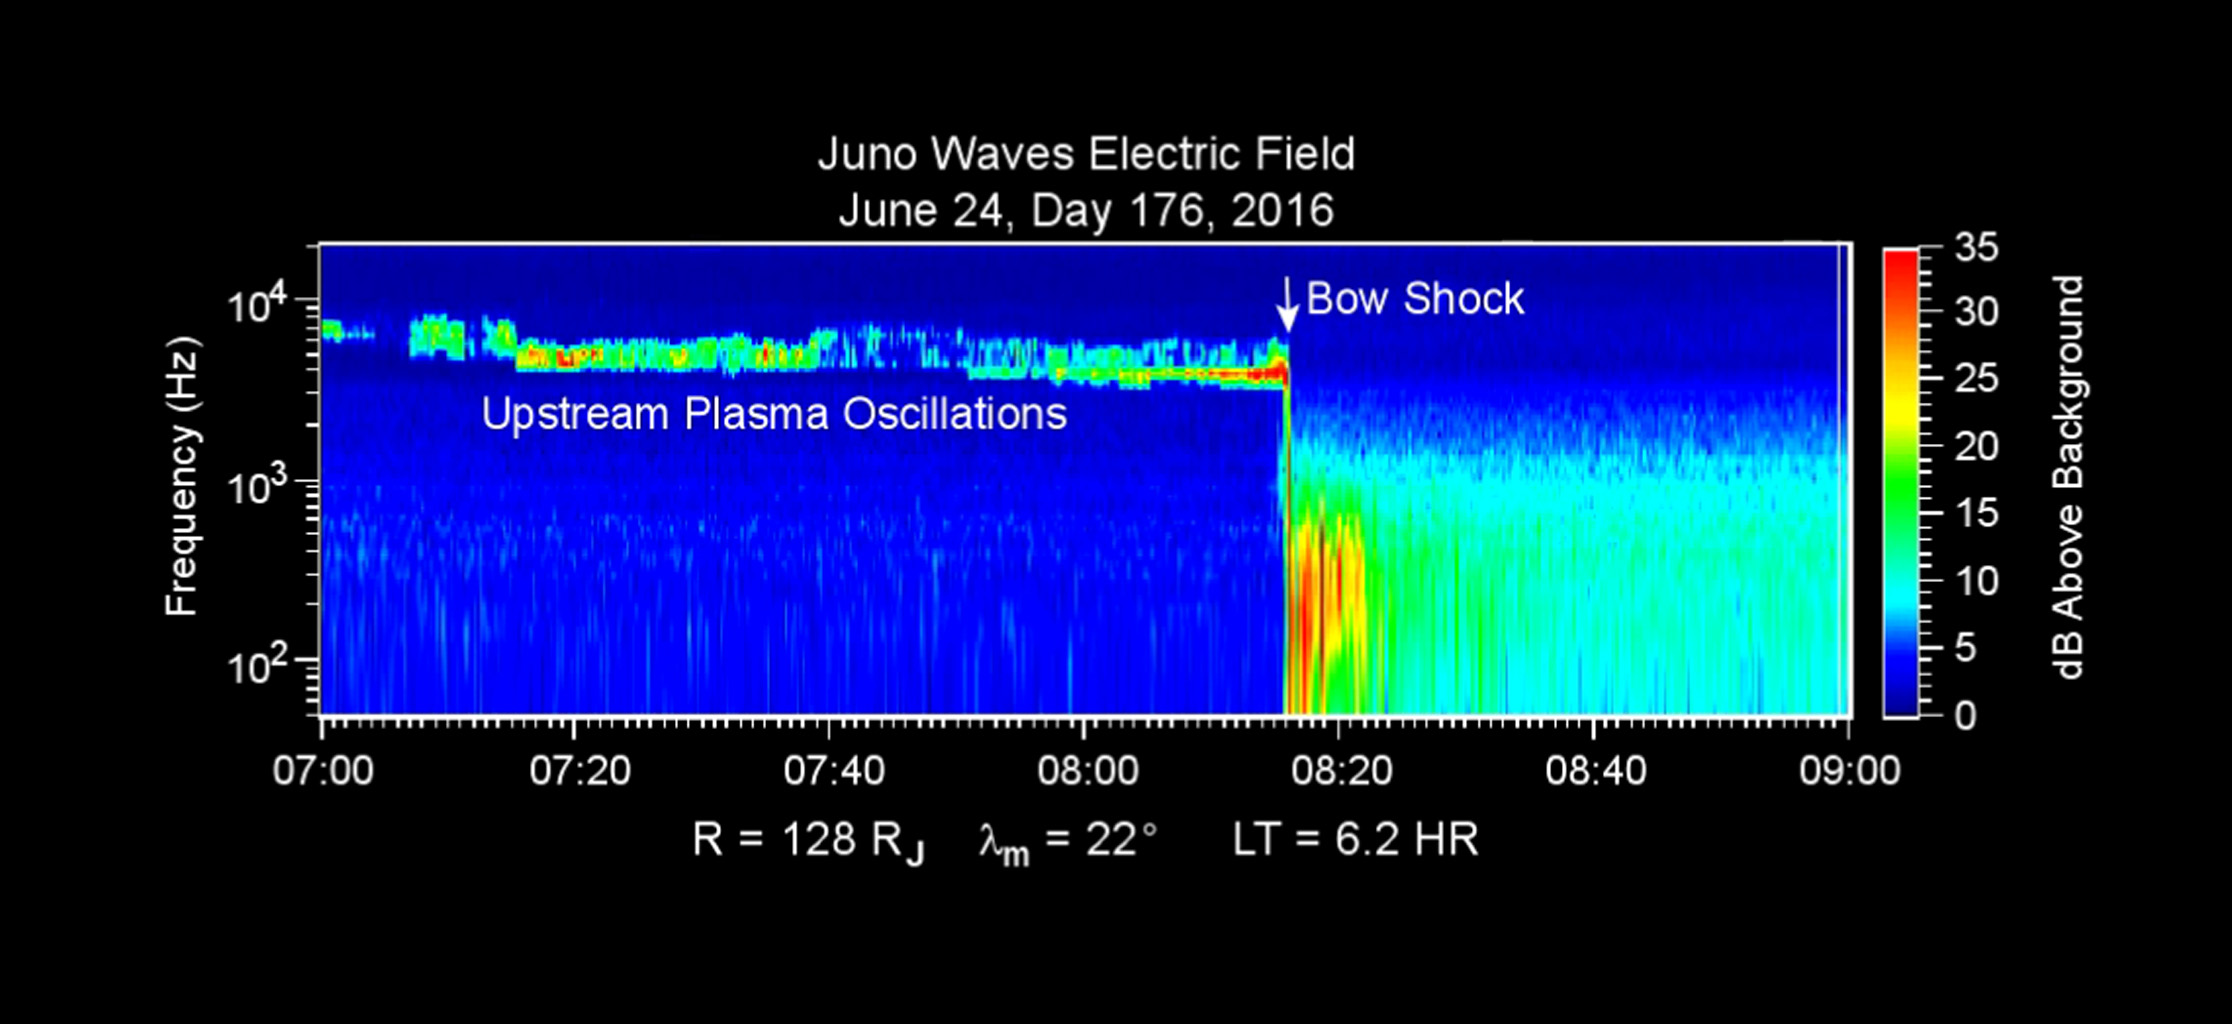 Juno Waves Electric Field
June 24, Day 176, 2016
Frequency (Hz)
10⁴
10³
10²
Bow Shock
Upstream Plasma Oscillations
35
30
25
20
15
10
5
0
dB Above Background
07:00 07:20 07:40 08:00 08:20 08:40 09:00
R = 128 R_J λ_m = 22° LT = 6.2 HR